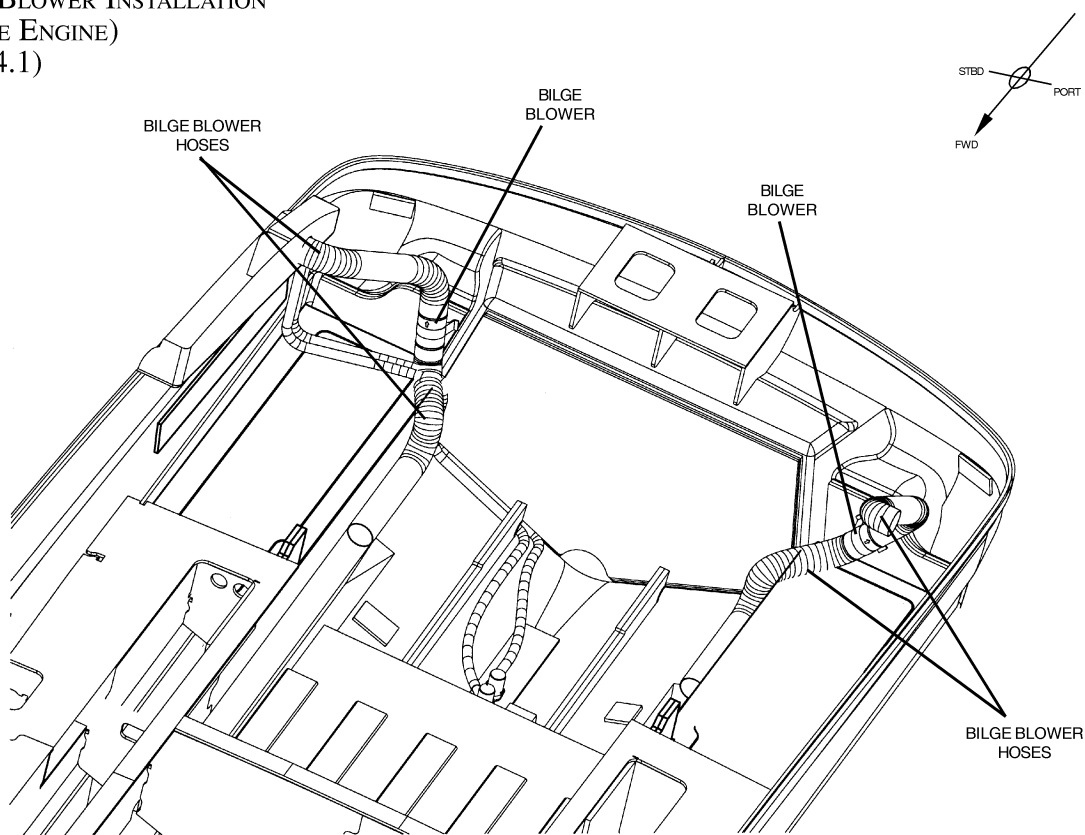 BLOWER INSTALLATION
E ENGINE)
4.1)
STBD
PORT
FWD
BILGE
BLOWER
BILGE BLOWER
HOSES
BILGE
BLOWER
BILGE BLOWER
HOSES